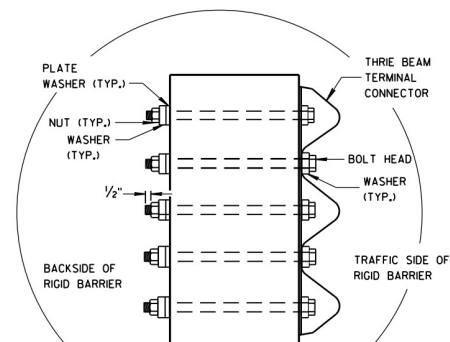 PLATE
WASHER (TYP.)
NUT (TYP.)
WASHER
(TYP.)
1/2"
BACKSIDE OF
RIGID BARRIER
THRIE BEAM
TERMINAL
CONNECTOR
BOLT HEAD
WASHER
(TYP.)
TRAFFIC SIDE OF
RIGID BARRIER